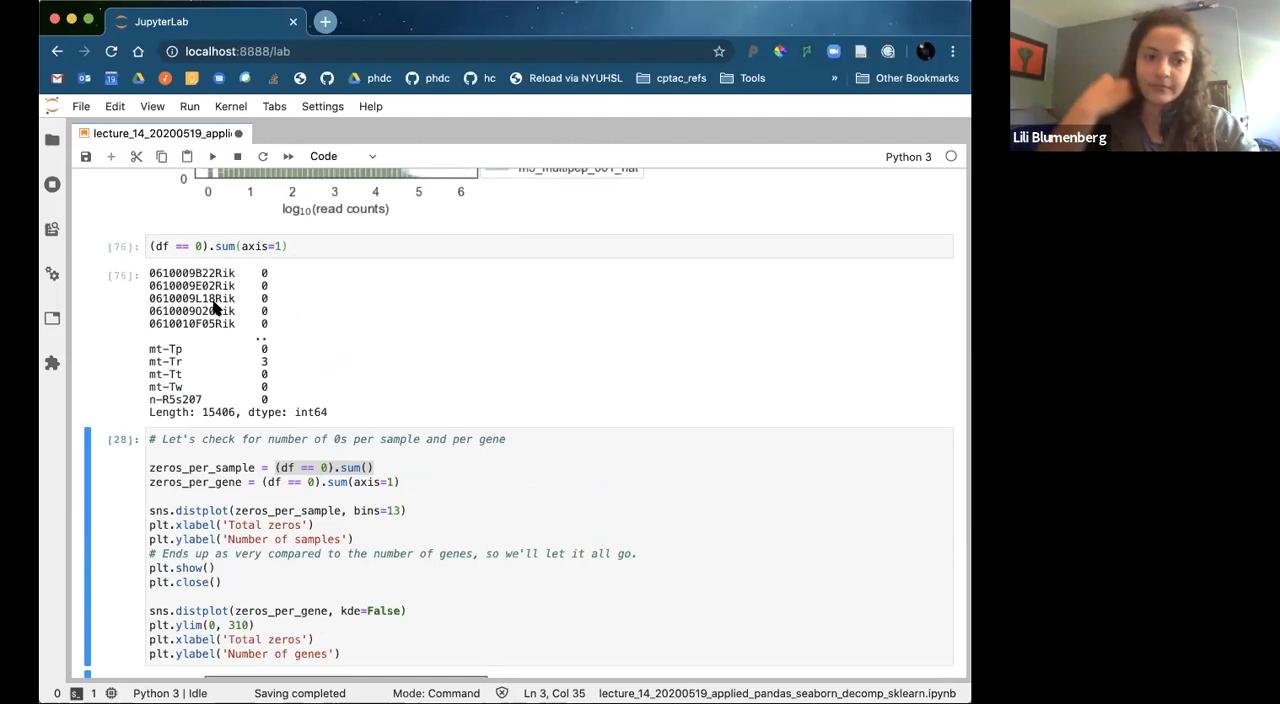 JupyterLab
localhost:8888/lab
phdc
phdc
hc
Reload via NYUHSL
cptac_refs
Tools
»
Other Bookmarks
File Edit View Run Kernel Tabs Settings Help
lecture_14_20200519_appli
Code
Python 3
0
0 1 2 3 4 5 6
log10(read counts)
[76]: (df == 0).sum(axis=1)
[76]: 0610009B22Rik 0
0610009E02Rik 0
0610009L18Rik 0
0610009O20Rik 0
0610010F05Rik 0
..
mt-Tp 0
mt-Tr 3
mt-Tt 0
mt-Tw 0
n-R5s207 0
Length: 15406, dtype: int64
[28]: # Let's check for number of 0s per sample and per gene
zeros_per_sample = (df == 0).sum()
zeros_per_gene = (df == 0).sum(axis=1)
sns.distplot(zeros_per_sample, bins=13)
plt.xlabel('Total zeros')
plt.ylabel('Number of samples')
# Ends up as very compared to the number of genes, so we'll let it all go.
plt.show()
plt.close()
sns.distplot(zeros_per_gene, kde=False)
plt.ylim(0, 310)
plt.xlabel('Total zeros')
plt.ylabel('Number of genes')
0 1 Python 3 | Idle Saving completed Mode: Command Ln 3, Col 35 lecture_14_20200519_applied_pandas_seaborn_decomp_sklearn.ipynb
Lili Blumenberg